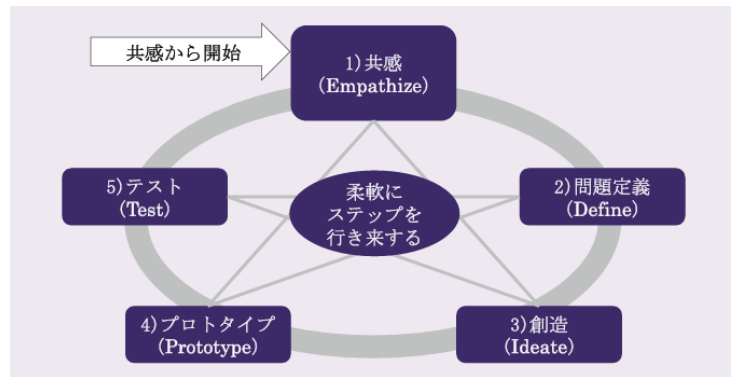 共感から開始
1)共感
(Empathize)
5)テスト
(Test)
柔軟に
ステップを
行き来する
2)問題定義
(Define)
4)プロトタイプ
(Prototype)
3)創造
(Ideate)